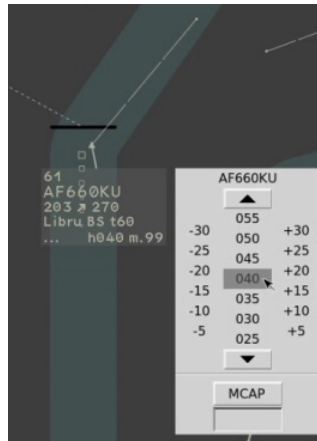 61
AF660KU
203 ↗ 270
Libru BS t60
... h040 m.99
AF660KU
055
-30 050 +30
-25 045 +25
-20 040 +20
-15 035 +15
-10 030 +10
-5 025 +5
MCAP